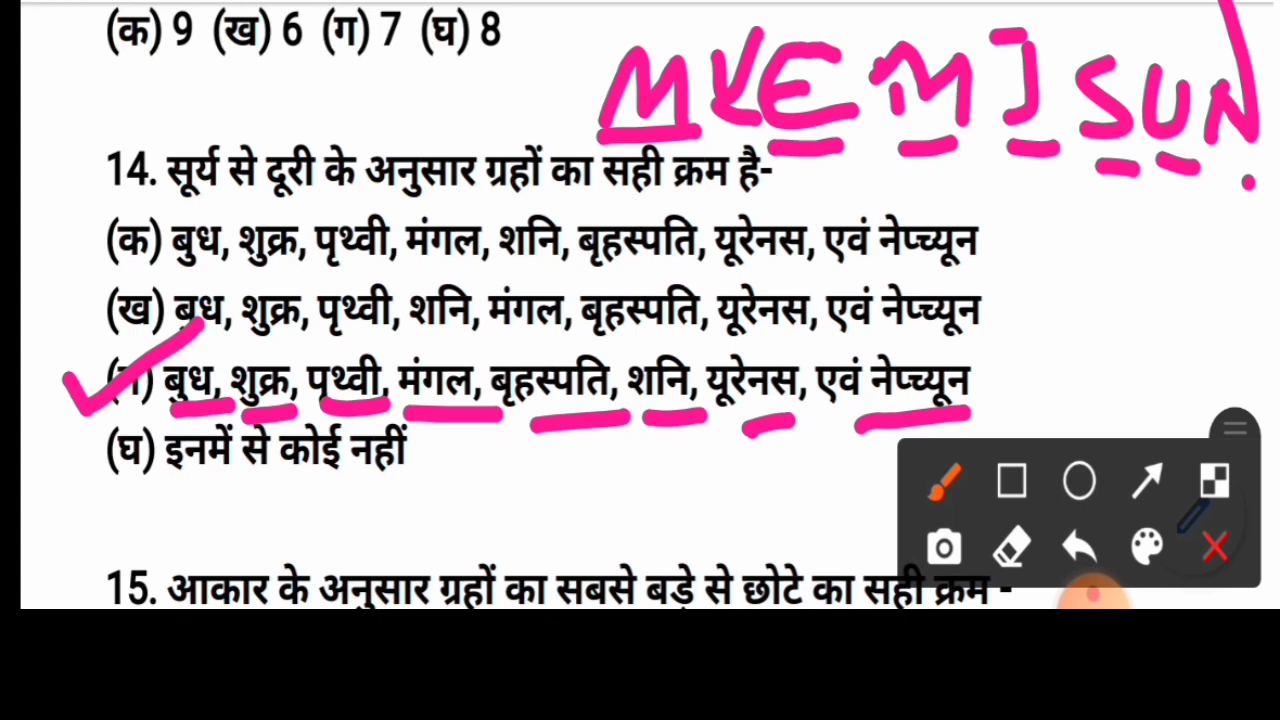 (क) 9 (ख) 6 (ग) 7 (घ) 8
MVEMJSUN
14. सूर्य से दूरी के अनुसार ग्रहों का सही क्रम है-
(क) बुध, शुक्र, पृथ्वी, मंगल, शनि, बृहस्पति, यूरेनस, एवं नेप्च्यून
(ख) बुध, शुक्र, पृथ्वी, शनि, मंगल, बृहस्पति, यूरेनस, एवं नेप्च्यून
(ग) बुध, शुक्र, पृथ्वी, मंगल, बृहस्पति, शनि, यूरेनस, एवं नेप्च्यून
(घ) इनमें से कोई नहीं
15. आकार के अनुसार ग्रहों का सबसे बड़े से छोटे का सही क्रम -